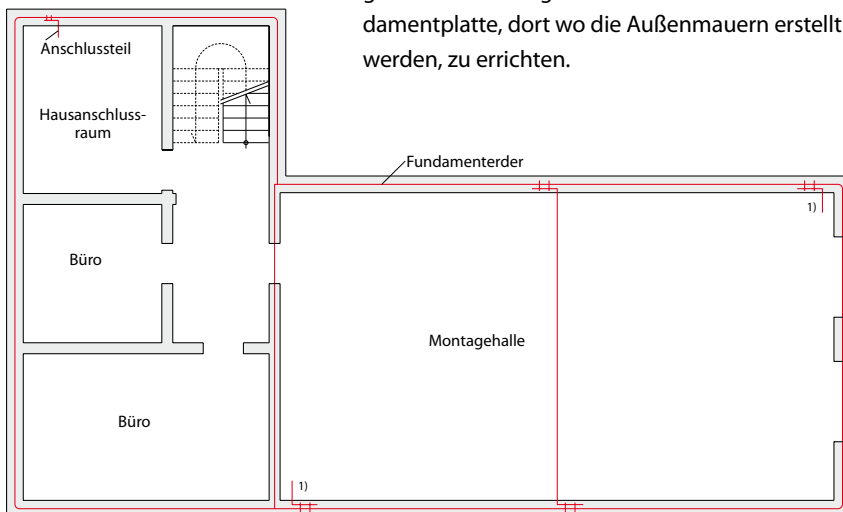 damentplatte, dort wo die Außenmauern erstellt
werden, zu errichten.
Anschlussteil
Hausanschluss-
raum
Fundamenterder
1)
Büro
Montagehalle
Büro
1)